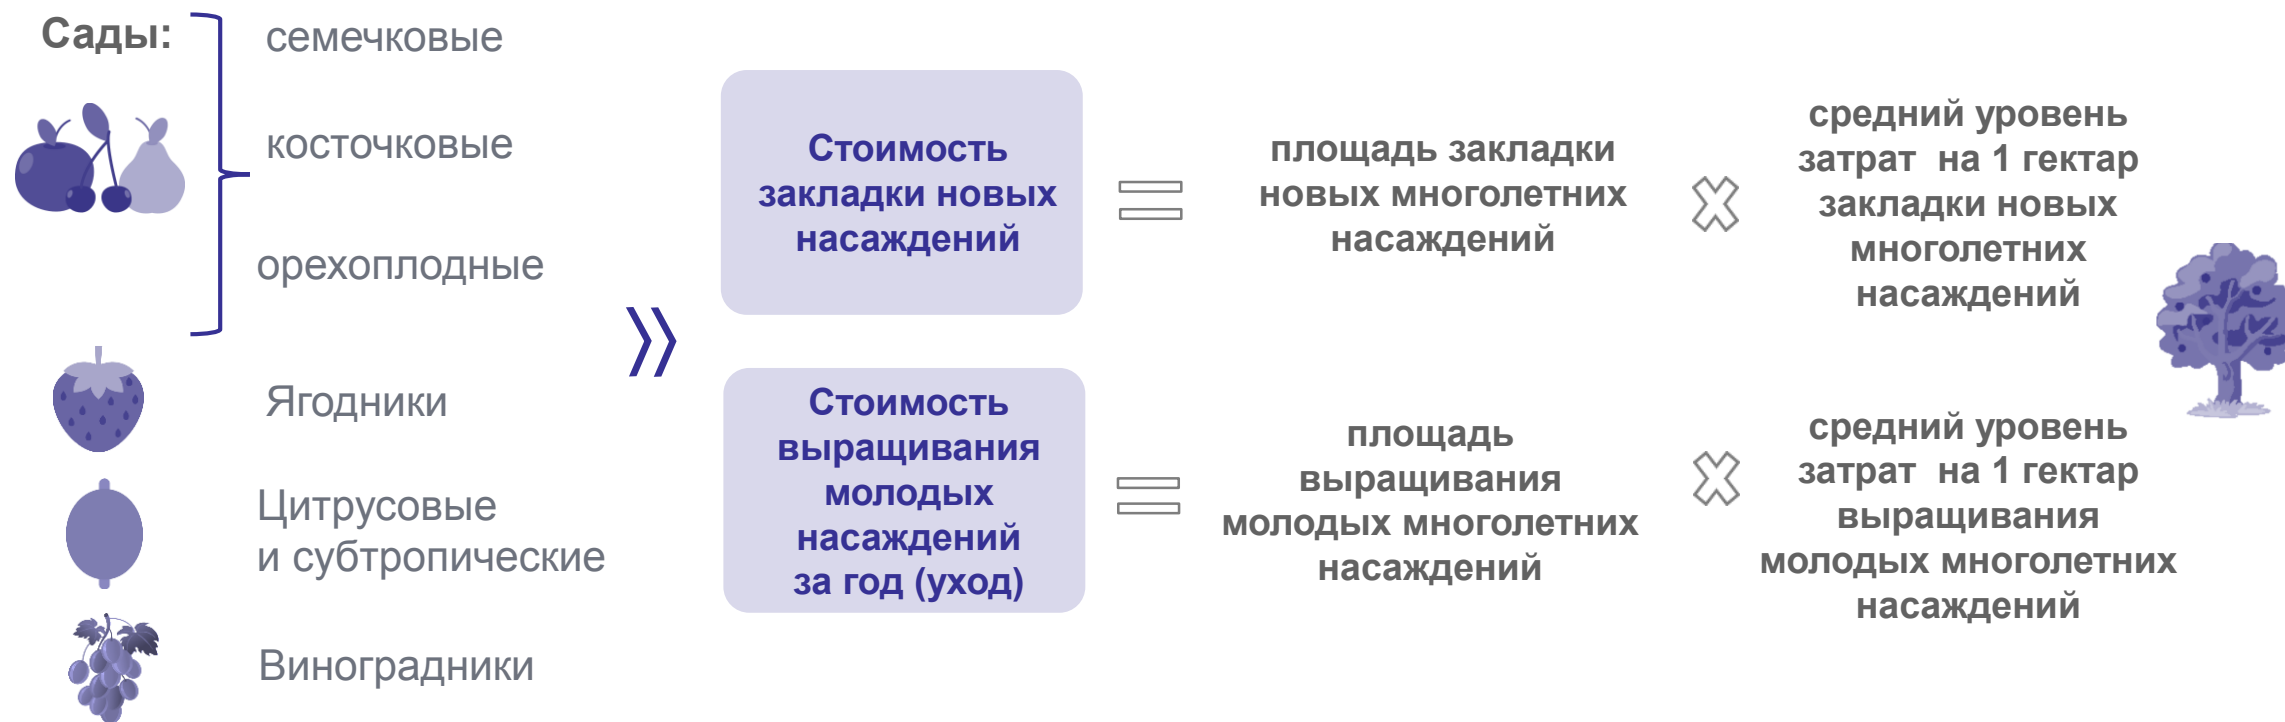 Сады:
семечковые
косточковые
орехоплодные
Ягодники
Цитрусовые
и субтропические
Виноградники
Стоимость
закладки новых
насаждений
площадь закладки
новых многолетних
насаждений
средний уровень
затрат на 1 гектар
закладки новых
многолетних
насаждений
Стоимость
выращивания
молодых
насаждений
за год (уход)
площадь
выращивания
молодых многолетних
насаждений
средний уровень
затрат на 1 гектар
выращивания
молодых многолетних
насаждений